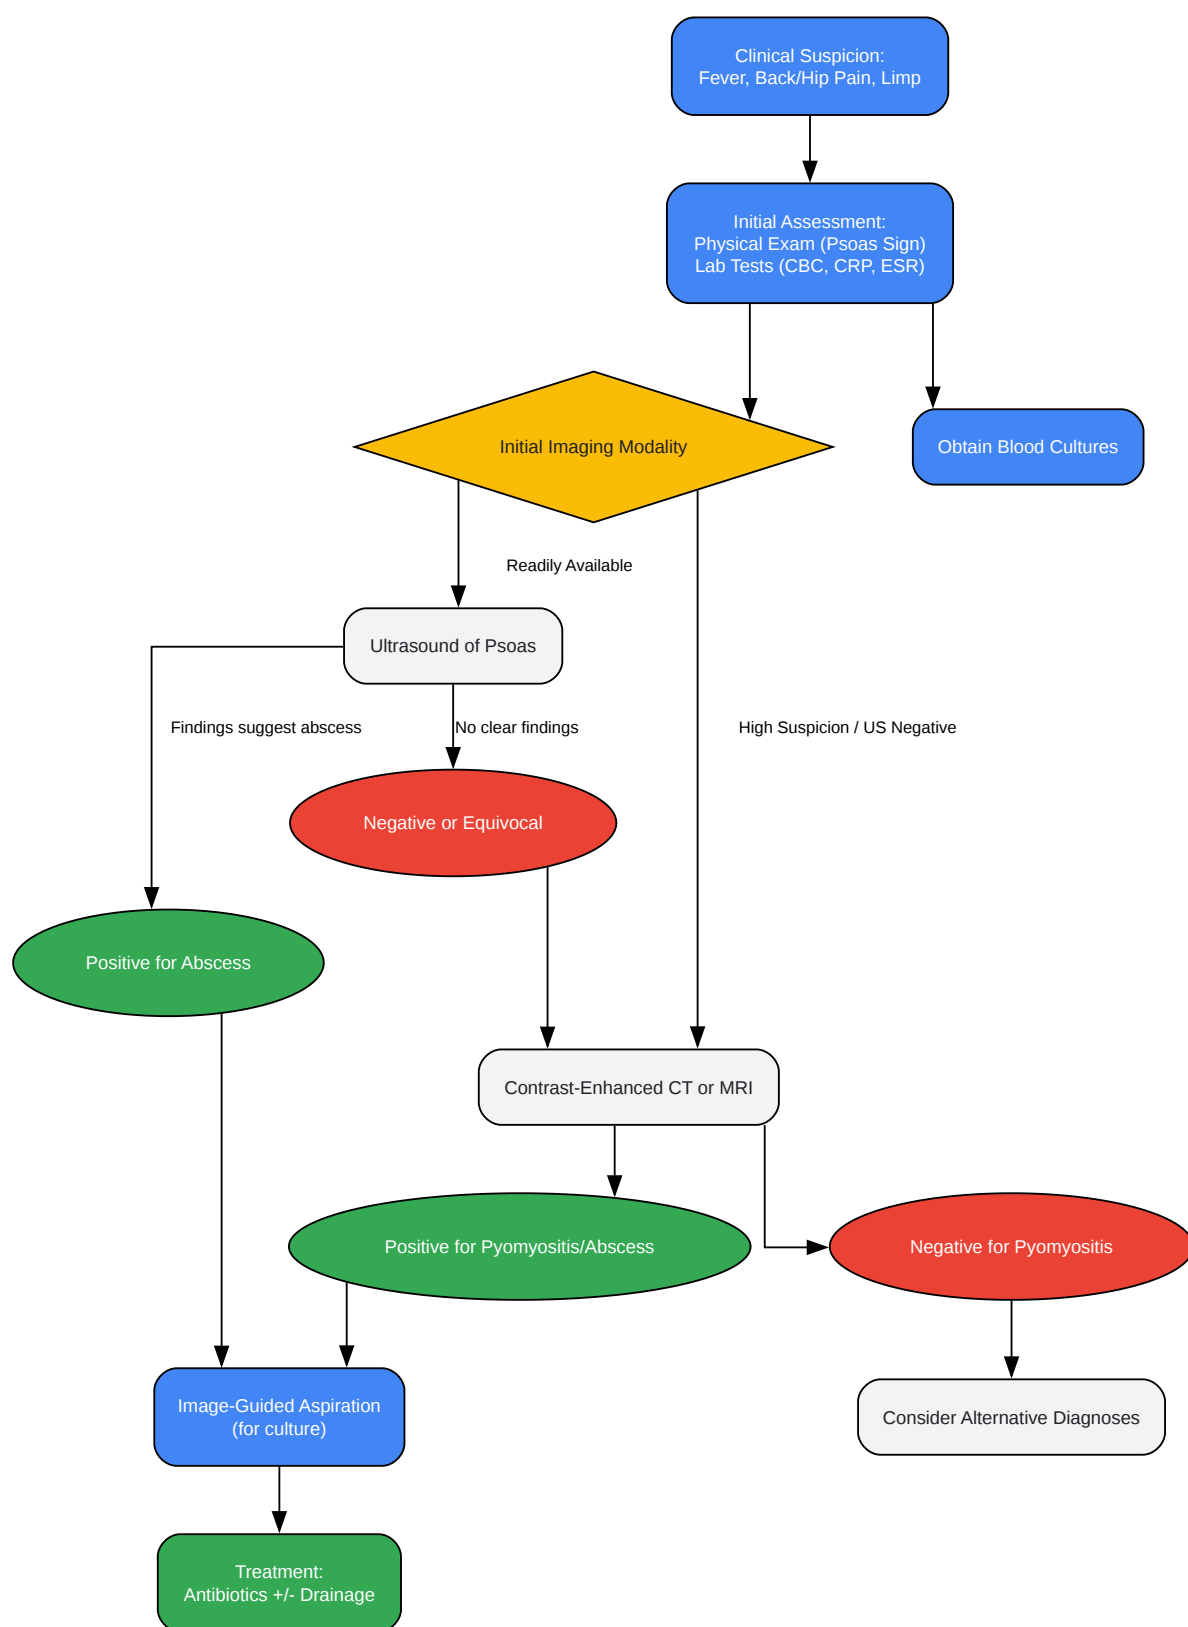 Clinical Suspicion:
Fever, Back/Hip Pain, Limp
Initial Assessment:
Physical Exam (Psoas Sign)
Lab Tests (CBC, CRP, ESR)
Initial Imaging Modality
Obtain Blood Cultures
Readily Available
Ultrasound of Psoas
Findings suggest abscess
No clear findings
High Suspicion / US Negative
Negative or Equivocal
Positive for Abscess
Contrast-Enhanced CT or MRI
Positive for Pyomyositis/Abscess
Negative for Pyomyositis
Image-Guided Aspiration
(for culture)
Consider Alternative Diagnoses
Treatment:
Antibiotics +/- Drainage